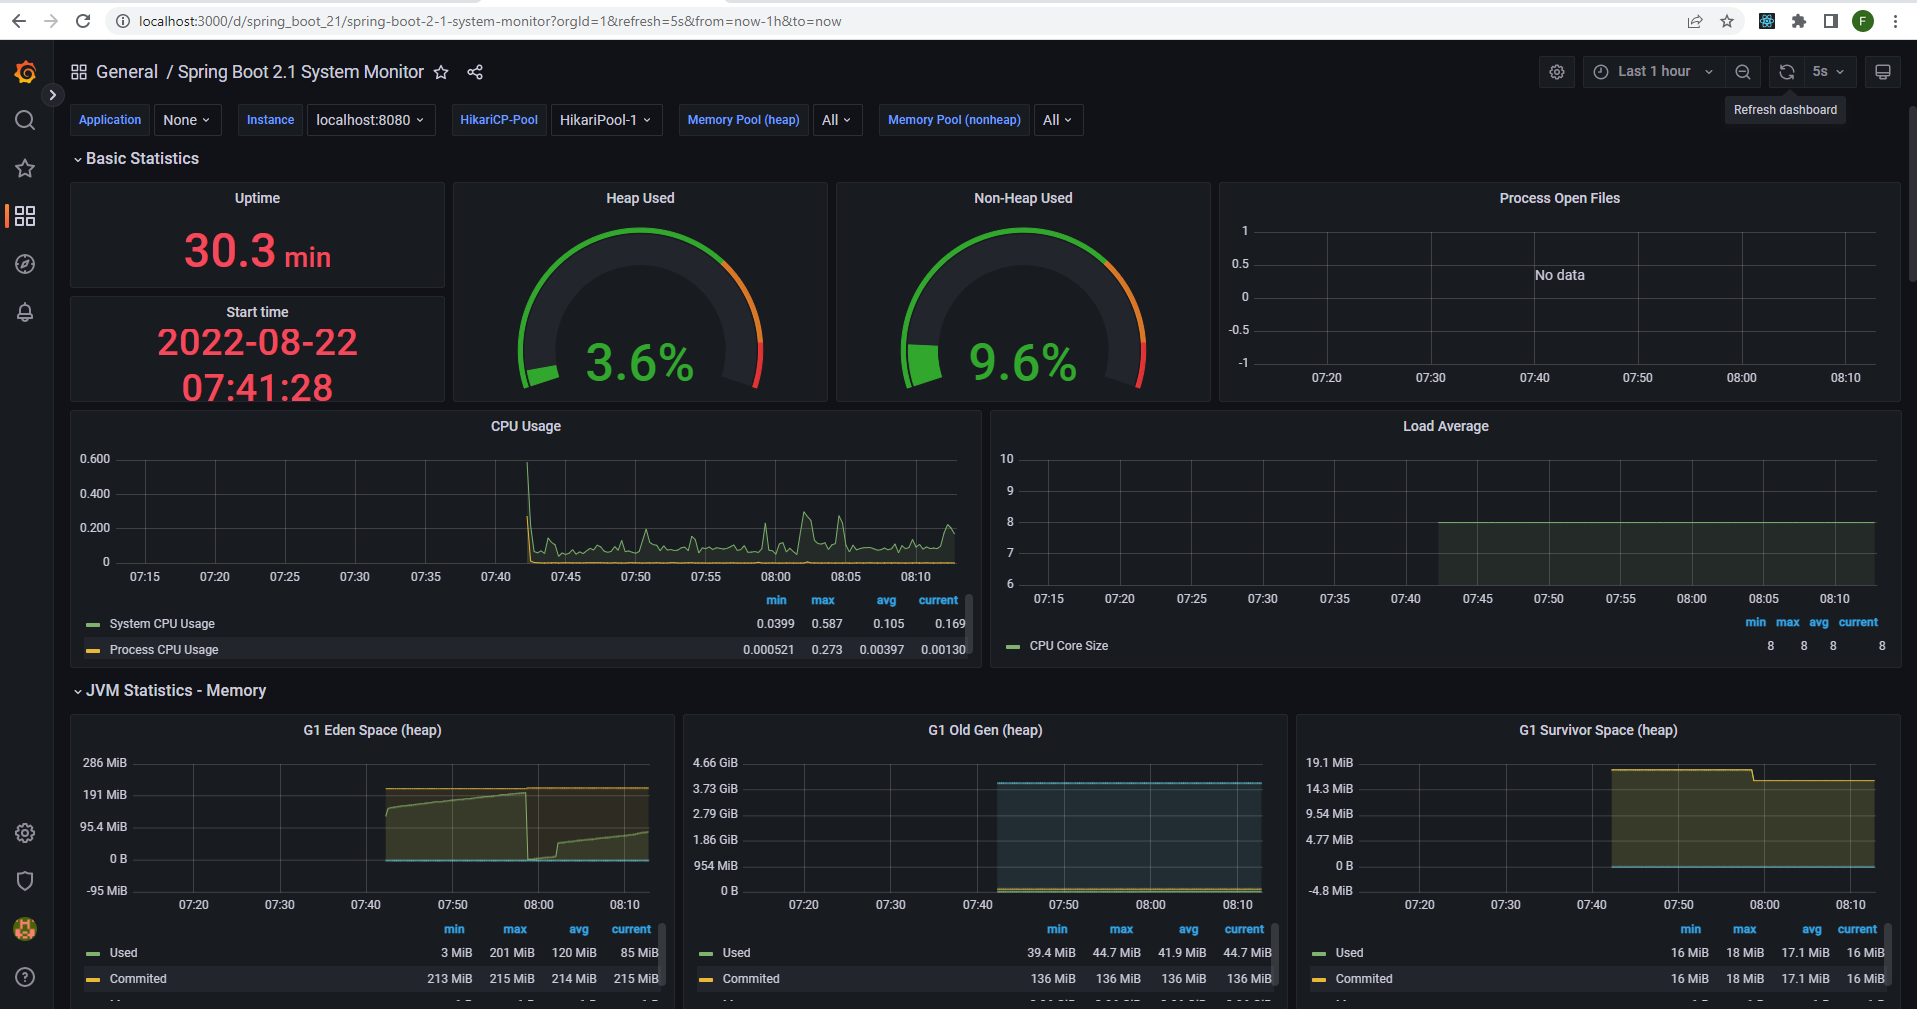 localhost:3000/d/spring_boot_21/spring-boot-2-1-system-monitor?orgId=1&refresh=5s&from=now-1h&to=now
F
General / Spring Boot 2.1 System Monitor
Last 1 hour
5s
Refresh dashboard
Application None Instance localhost:8080 HikariCP-Pool HikariPool-1 Memory Pool (heap) All Memory Pool (nonheap) All
Basic Statistics
Uptime
30.3 min
Start time
2022-08-22
07:41:28
Heap Used
3.6%
Non-Heap Used
9.6%
Process Open Files
1
0.5
0
-0.5
-1
No data
07:20 07:30 07:40 07:50 08:00 08:10
CPU Usage
0.600
0.400
0.200
0
07:15 07:20 07:25 07:30 07:35 07:40 07:45 07:50 07:55 08:00 08:05 08:10
min max avg current
System CPU Usage 0.0399 0.587 0.105 0.169
Process CPU Usage 0.000521 0.273 0.00397 0.00130
Load Average
10
9
8
7
6
07:15 07:20 07:25 07:30 07:35 07:40 07:45 07:50 07:55 08:00 08:05 08:10
min max avg current
CPU Core Size 8 8 8 8
JVM Statistics - Memory
G1 Eden Space (heap)
286 MiB
191 MiB
95.4 MiB
0 B
-95 MiB
07:20 07:30 07:40 07:50 08:00 08:10
min max avg current
Used 3 MiB 201 MiB 120 MiB 85 MiB
Commited 213 MiB 215 MiB 214 MiB 215 MiB
G1 Old Gen (heap)
4.66 GiB
3.73 GiB
2.79 GiB
1.86 GiB
954 MiB
0 B
07:20 07:30 07:40 07:50 08:00 08:10
min max avg current
Used 39.4 MiB 44.7 MiB 41.9 MiB 44.7 MiB
Commited 136 MiB 136 MiB 136 MiB 136 MiB
G1 Survivor Space (heap)
19.1 MiB
14.3 MiB
9.54 MiB
4.77 MiB
0 B
-4.8 MiB
07:20 07:30 07:40 07:50 08:00 08:10
min max avg current
Used 16 MiB 18 MiB 17.1 MiB 16 MiB
Commited 16 MiB 18 MiB 17.1 MiB 16 MiB